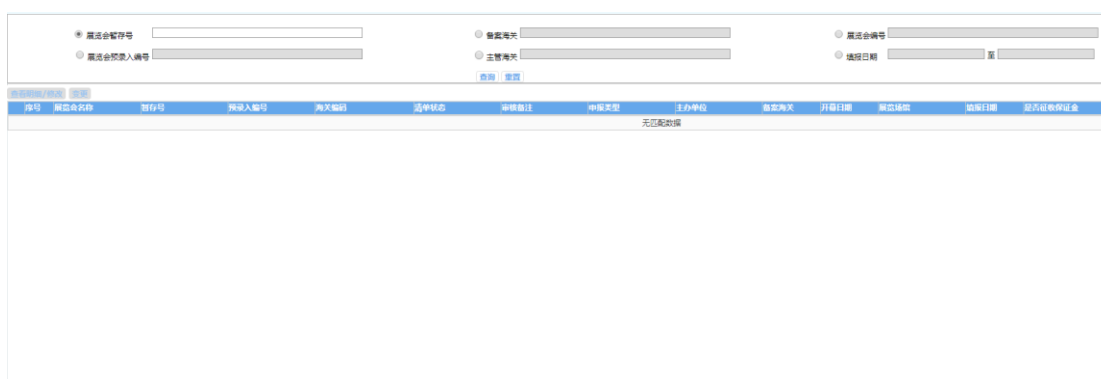 展览会暂存号 备案海关 展览会编号
展览会预录入编号 主管海关 填报日期 至
查询 重置
查看明细/修改 变更
序号 展览会名称 暂存号 预录入编号 海关编码 清单状态 审核备注 申报类型 主办单位 备案海关 开幕日期 展览场馆 填报日期 是否征收保证金
无匹配数据